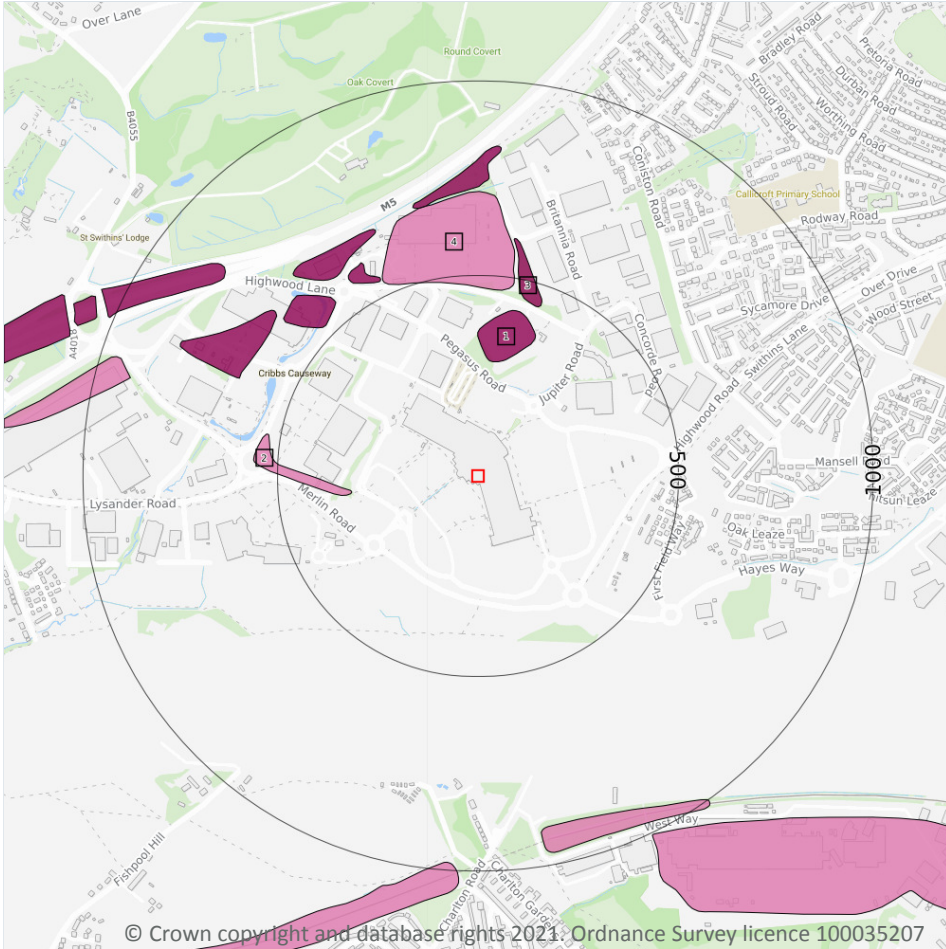 Over Lane
Round Covert
Oak Covert
Bradley Road
Pretoria Road
Durban Road
Stroud Road
Worthing Road
B4055
Coniston Road
Callicroft Primary School
M5
Britannia Road
Rodway Road
St Swithins' Lodge
4
Highwood Lane
3
Over Drive
Sycamore Drive
Wood Street
A4018
1
Pegasus Road
Concorde Road
Swithins Lane
Cribbs Causeway
Jupiter Road
Highwood Road
2
500
1000
Mansell Road
Lysander Road
Merlin Road
Oak Leaze
First Field Way
Hayes Way
West Way
Fishpool Hill
Charlton Road
Charlton Gardens
© Crown copyright and database rights 2021. Ordnance Survey licence 100035207